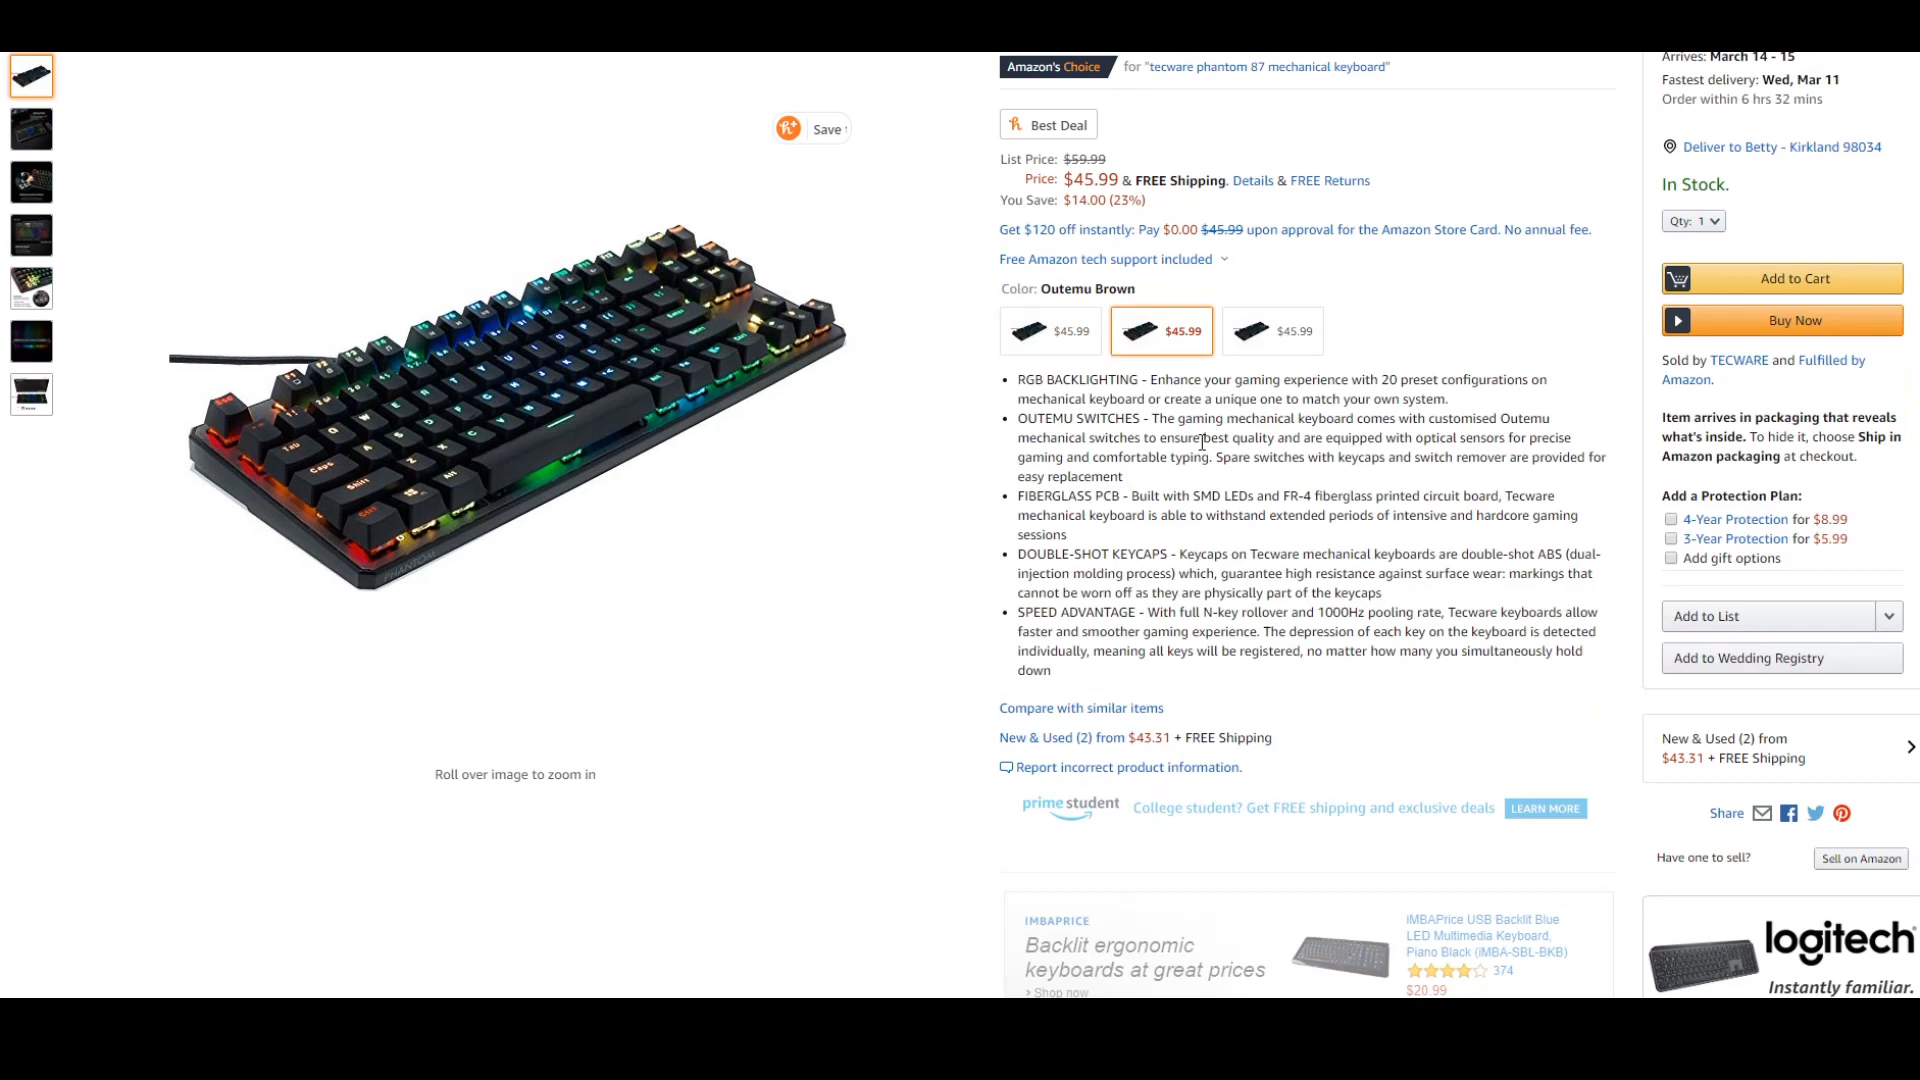 Amazon's Choice for "tecware phantom 87 mechanical keyboard"
Best Deal
List Price: $59.99
Price: $45.99 & FREE Shipping. Details & FREE Returns
You Save: $14.00 (23%)
Get $120 off instantly: Pay $0.00 $45.99 upon approval for the Amazon Store Card. No annual fee.
Free Amazon tech support included
Color: Outemu Brown
$45.99
$45.99
$45.99
• RGB BACKLIGHTING - Enhance your gaming experience with 20 preset configurations on
mechanical keyboard or create a unique one to match your own system.
• OUTEMU SWITCHES - The gaming mechanical keyboard comes with customised Outemu
mechanical switches to ensure best quality and are equipped with optical sensors for precise
gaming and comfortable typing. Spare switches with keycaps and switch remover are provided for
easy replacement
• FIBERGLASS PCB - Built with SMD LEDs and FR-4 fiberglass printed circuit board, Tecware
mechanical keyboard is able to withstand extended periods of intensive and hardcore gaming
sessions
• DOUBLE-SHOT KEYCAPS - Keycaps on Tecware mechanical keyboards are double-shot ABS (dual-
injection molding process) which, guarantee high resistance against surface wear: markings that
cannot be worn off as they are physically part of the keycaps
• SPEED ADVANTAGE - With full N-key rollover and 1000Hz pooling rate, Tecware keyboards allow
faster and smoother gaming experience. The depression of each key on the keyboard is detected
individually, meaning all keys will be registered, no matter how many you simultaneously hold
down
Compare with similar items
New & Used (2) from $43.31 + FREE Shipping
Report incorrect product information.
prime student College student? Get FREE shipping and exclusive deals LEARN MORE
IMBAPRICE
Backlit ergonomic
keyboards at great prices
› Shop now
iMBAPrice USB Backlit Blue
LED Multimedia Keyboard,
Piano Black (iMBA-SBL-BKB)
374
$20.99
Save
Esc
Tab
Caps
Shift
Ctrl
Alt
PHANTOM
Roll over image to zoom in
Arrives: March 14 - 15
Fastest delivery: Wed, Mar 11
Order within 6 hrs 32 mins
Deliver to Betty - Kirkland 98034
In Stock.
Qty: 1
Add to Cart
Buy Now
Sold by TECWARE and Fulfilled by
Amazon.
Item arrives in packaging that reveals
what's inside. To hide it, choose Ship in
Amazon packaging at checkout.
Add a Protection Plan:
4-Year Protection for $8.99
3-Year Protection for $5.99
Add gift options
Add to List
Add to Wedding Registry
New & Used (2) from
$43.31 + FREE Shipping
Share
Have one to sell?
Sell on Amazon
logitech
Instantly familiar.